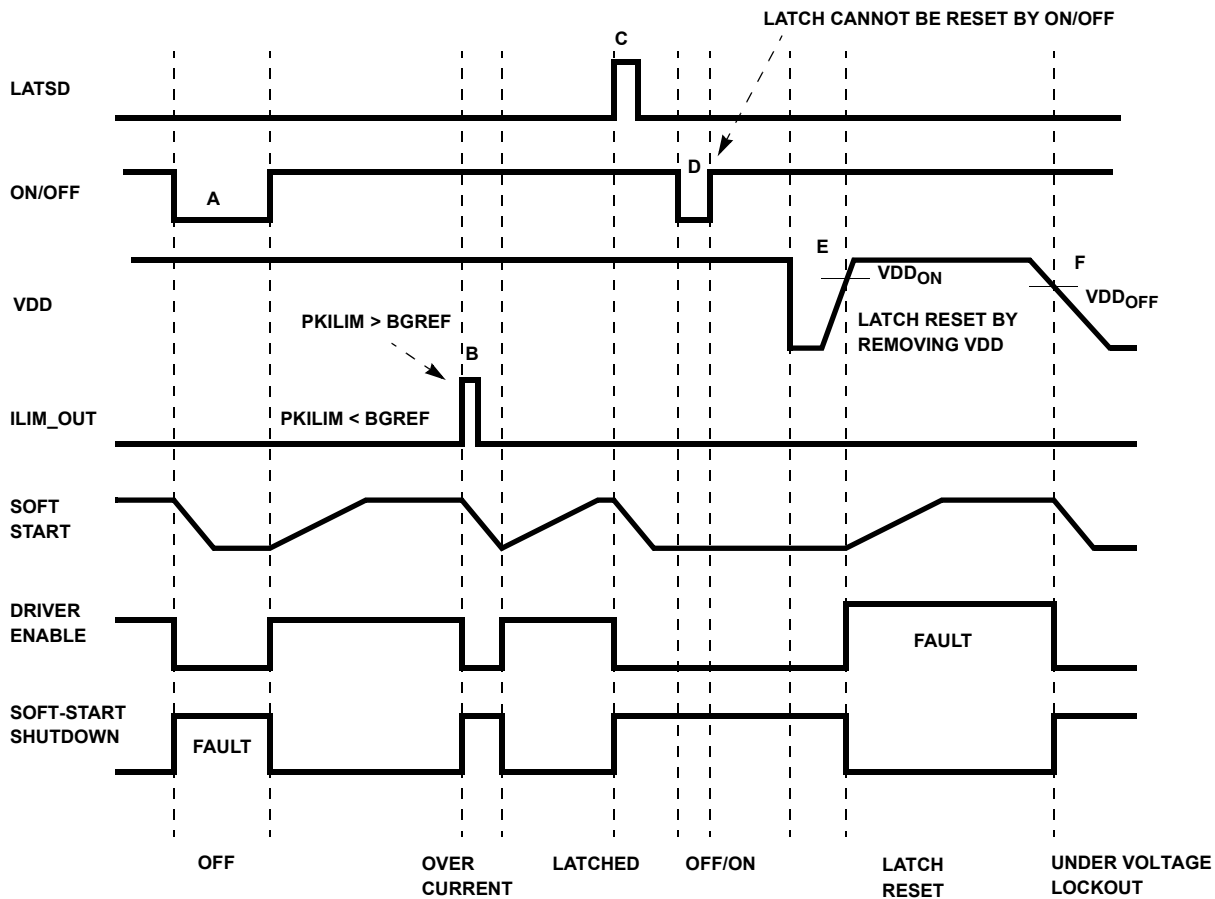 LATCH CANNOT BE RESET BY ON/OFF
C
LATSD
D
ON/OFF
A
E
F
VDDON
VDDOFF
VDD
LATCH RESET BY
REMOVING VDD
PKILIM > BGREF
B
ILIM_OUT
PKILIM < BGREF
SOFT
START
DRIVER
ENABLE
FAULT
SOFT-START
SHUTDOWN
FAULT
OFF
OVER
CURRENT
LATCHED
OFF/ON
LATCH
RESET
UNDER VOLTAGE
LOCKOUT